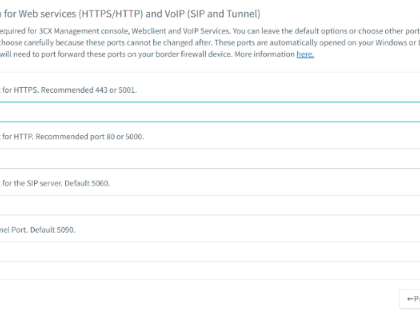 for Web services (HTTPS/HTTP) and VoIP (SIP and Tunnel)
equired for 3CX Management console, Webclient and VoIP Services. You can leave the default options or choose other port
hoose carefully because these ports cannot be changed after. These ports are automatically opened on your Windows or
will need to port forward these ports on your border firewall device. More information here.
for HTTPS. Recommended 443 or 5001.
for HTTP. Recommended port 80 or 5000.
for the SIP server. Default 5060.
nel Port. Default 5090.
←P